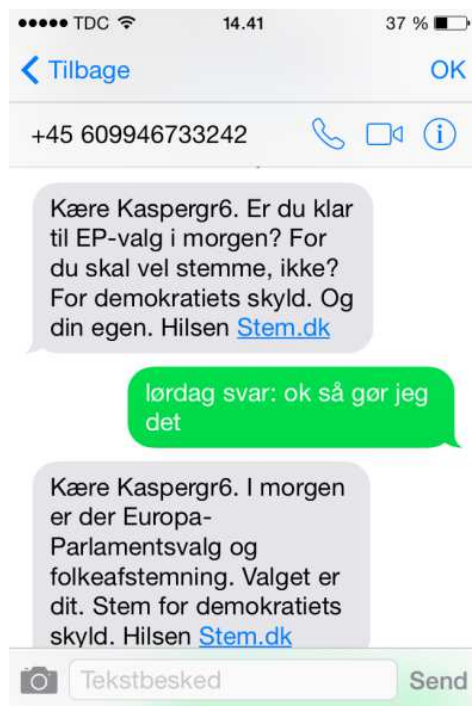 TDC 14.41 37 %
Tilbage OK
+45 609946733242
Kære Kaspergr6. Er du klar
til EP-valg i morgen? For
du skal vel stemme, ikke?
For demokratiets skyld. Og
din egen. Hilsen Stem.dk
lørdag svar: ok så gør jeg
det
Kære Kaspergr6. I morgen
er der Europa-
Parlamentsvalg og
folkeafstemning. Valget er
dit. Stem for demokratiets
skyld. Hilsen Stem.dk
Tekstbesked Send